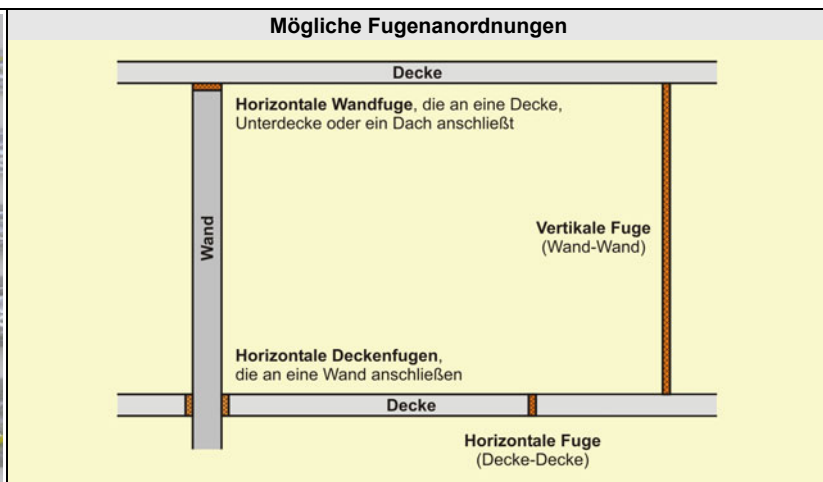 Mögliche Fugenanordnungen
Decke
Horizontale Wandfuge, die an eine Decke,
Unterdecke oder ein Dach anschließt
Wand
Vertikale Fuge
(Wand-Wand)
Horizontale Deckenfugen,
die an eine Wand anschließen
Decke
Horizontale Fuge
(Decke-Decke)